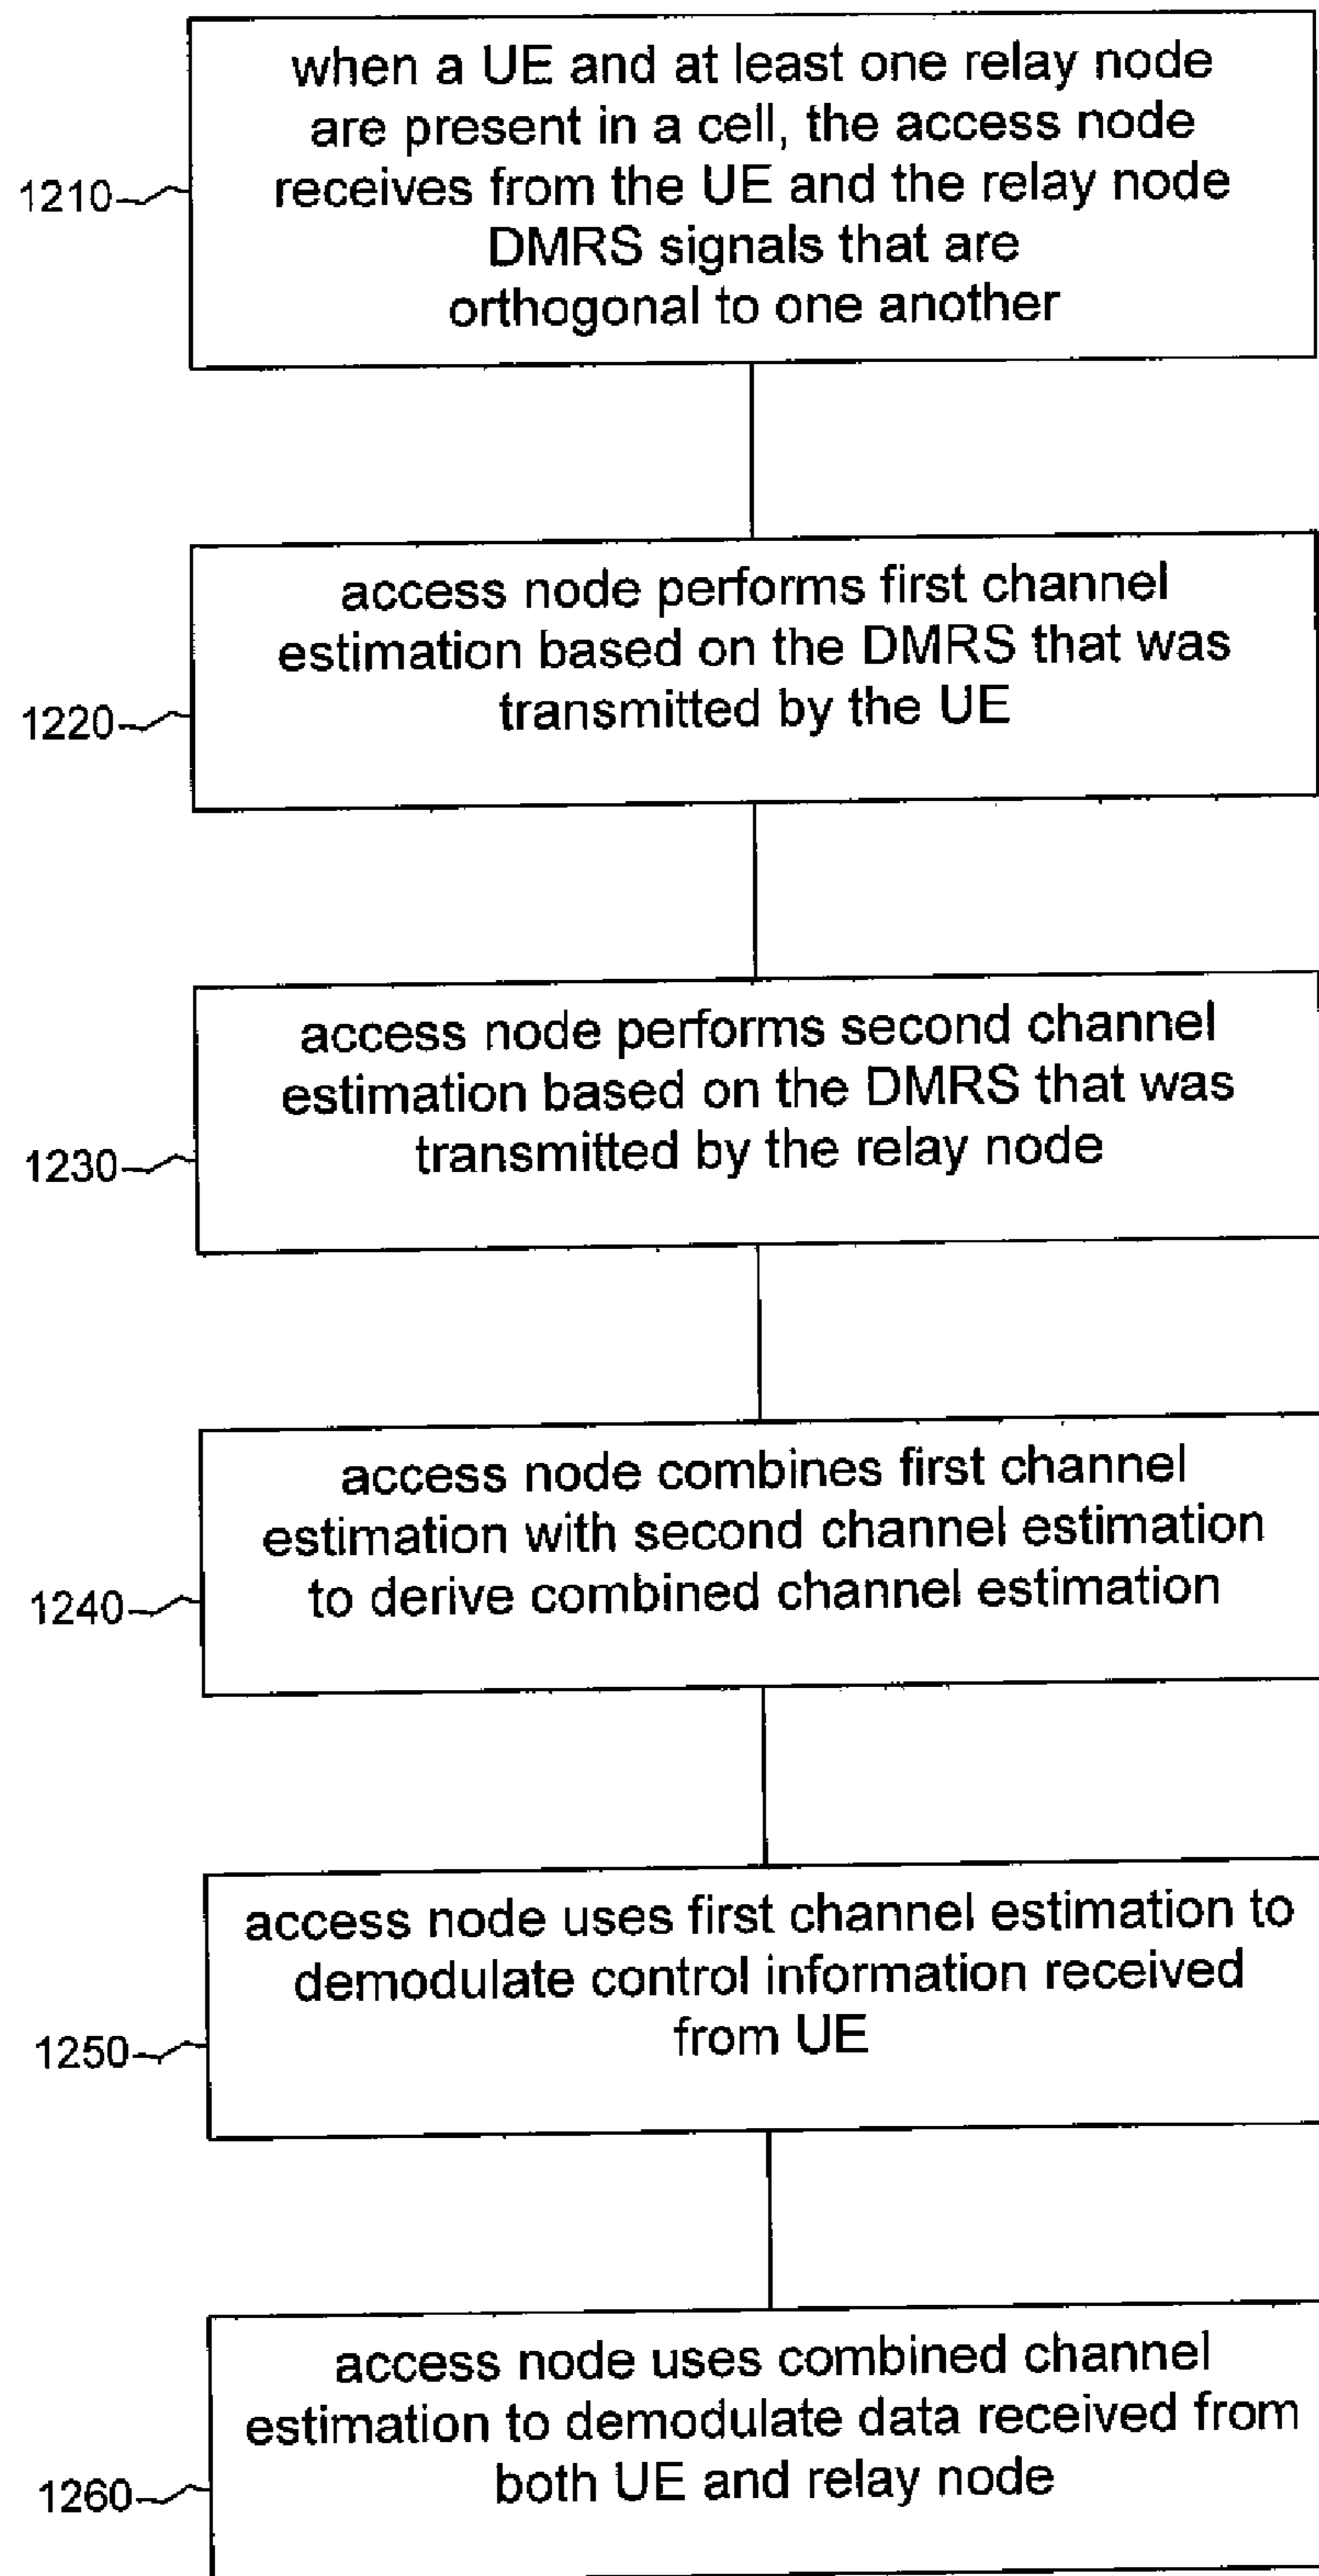 when a UE and at least one relay node
are present in a cell, the access node
receives from the UE and the relay node
DMRS signals that are
orthogonal to one another
1210
access node performs first channel
estimation based on the DMRS that was
transmitted by the UE
1220
access node performs second channel
estimation based on the DMRS that was
transmitted by the relay node
1230
access node combines first channel
estimation with second channel estimation
to derive combined channel estimation
1240
access node uses first channel estimation to
demodulate control information received
from UE
1250
access node uses combined channel
estimation to demodulate data received from
both UE and relay node
1260